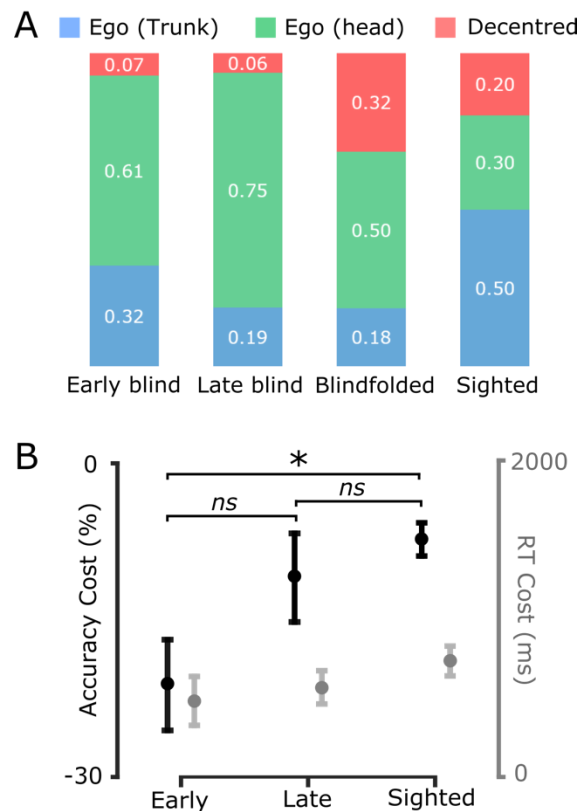 A
Ego (Trunk) Ego (head) Decentred
0.07 0.06 0.32 0.20
0.61 0.75 0.50 0.30
0.32 0.19 0.18 0.50
Early blind Late blind Blindfolded Sighted
B
0 * 2000
ns ns
Accuracy Cost (%)
RT Cost (ms)
-30 0
Early Late Sighted